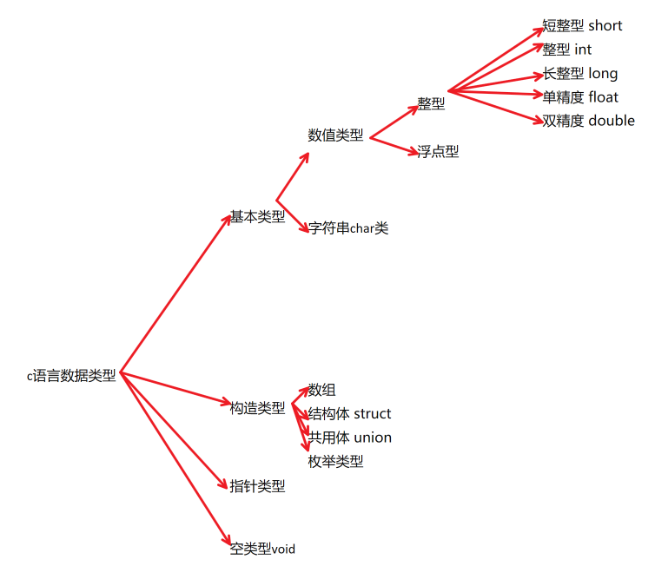 短整型 short
整型 int
长整型 long
单精度 float
双精度 double
整型
浮点型
数值类型
基本类型
字符串char类
c语言数据类型
构造类型
数组
结构体 struct
共用体 union
枚举类型
指针类型
空类型void